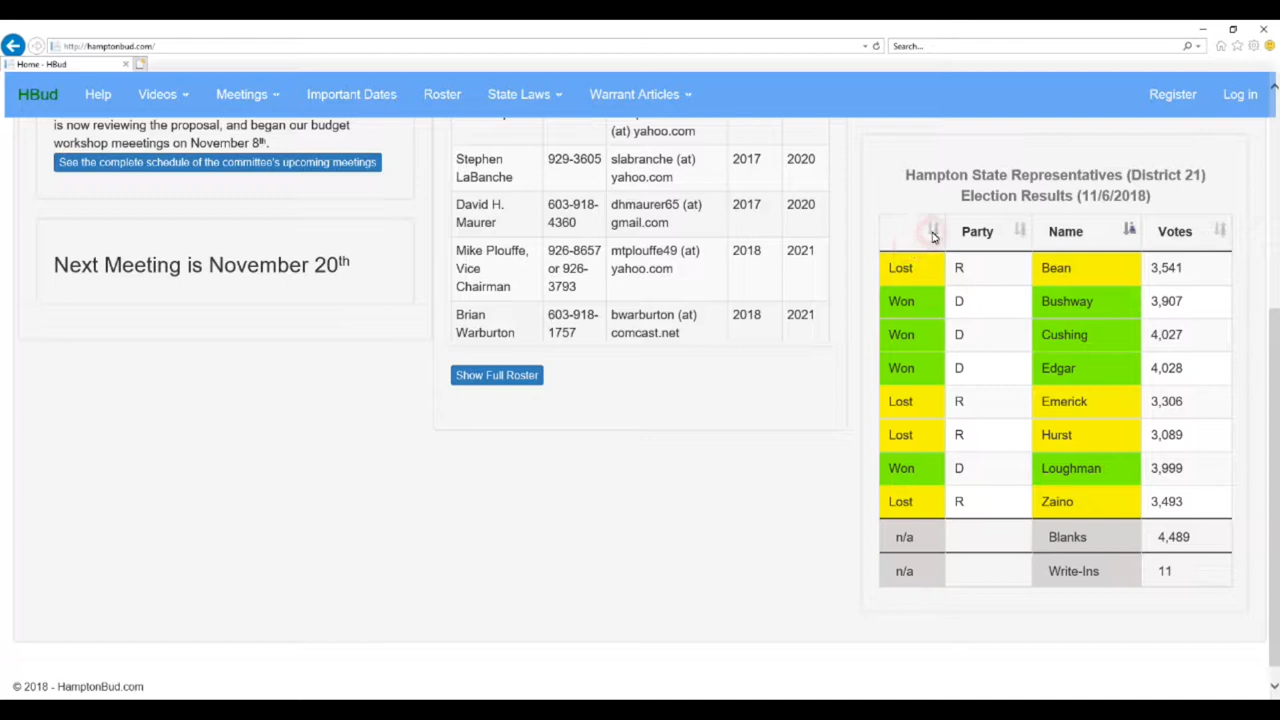 http://hamptonbud.com/
Search...
Home - HBud
HBud Help Videos Meetings Important Dates Roster State Laws Warrant Articles Register Log in
is now reviewing the proposal, and began our budget
workshop meeetings on November 8th.
See the complete schedule of the committee's upcoming meetings
Next Meeting is November 20th
(at) yahoo.com
Stephen 929-3605 slabranche (at) 2017 2020
LaBanche yahoo.com
David H. 603-918- dhmaurer65 (at) 2017 2020
Maurer 4360 gmail.com
Mike Plouffe, 926-8657 mtplouffe49 (at) 2018 2021
Vice or 926- yahoo.com
Chairman 3793
Brian 603-918- bwarburton (at) 2018 2021
Warburton 1757 comcast.net
Show Full Roster
Hampton State Representatives (District 21)
Election Results (11/6/2018)
Party Name Votes
Lost R Bean 3,541
Won D Bushway 3,907
Won D Cushing 4,027
Won D Edgar 4,028
Lost R Emerick 3,306
Lost R Hurst 3,089
Won D Loughman 3,999
Lost R Zaino 3,493
n/a Blanks 4,489
n/a Write-Ins 11
© 2018 - HamptonBud.com